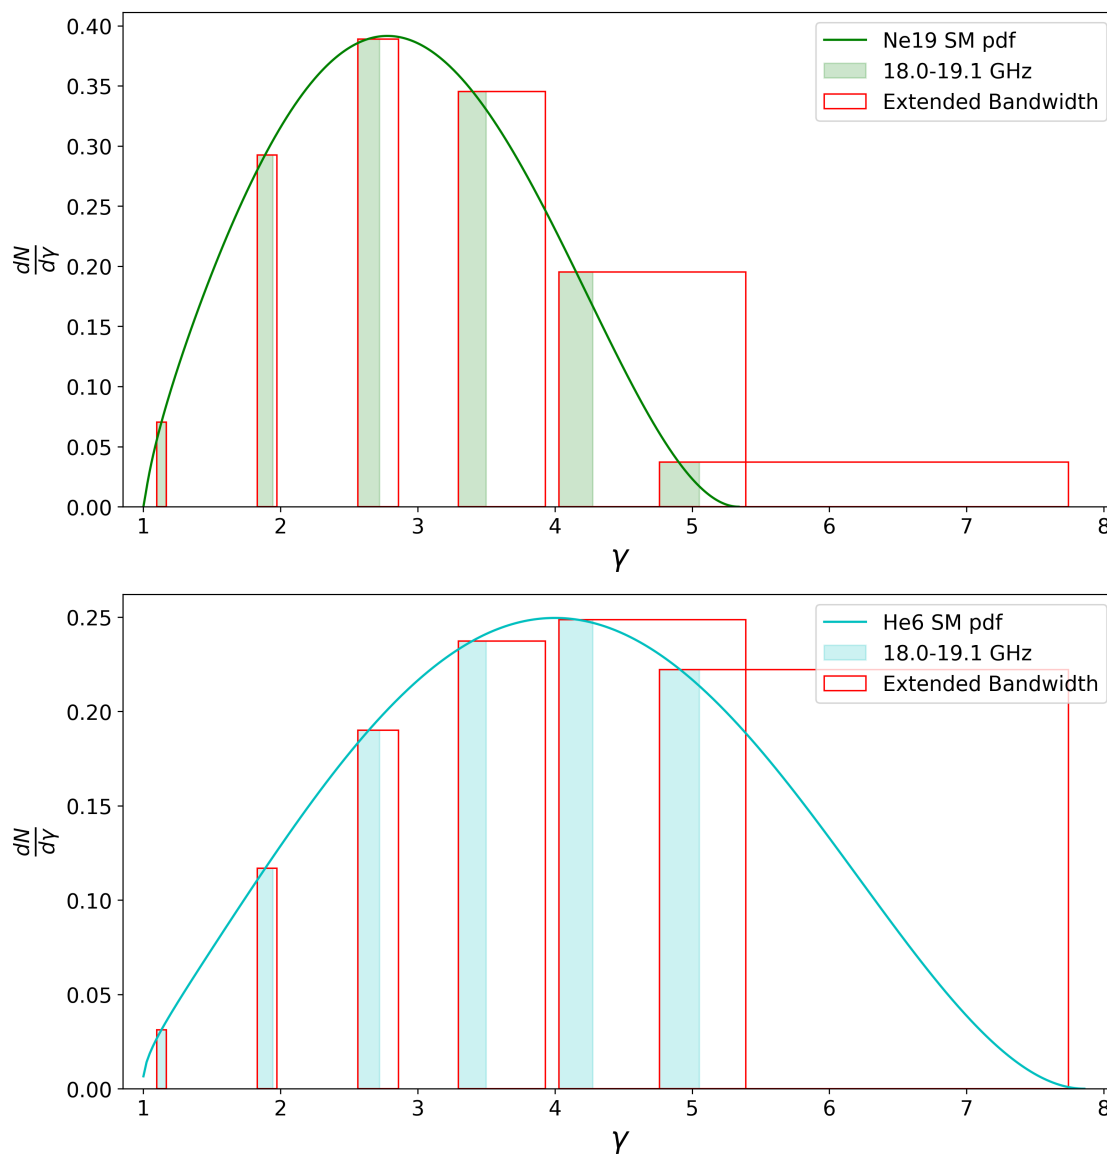 0.40
0.35
0.30
0.25
0.20
0.15
0.10
0.05
0.00
dN
dγ
Ne19 SM pdf
18.0-19.1 GHz
Extended Bandwidth
1 2 3 4 5 6 7 8
γ
0.25
0.20
0.15
0.10
0.05
0.00
dN
dγ
He6 SM pdf
18.0-19.1 GHz
Extended Bandwidth
1 2 3 4 5 6 7 8
γ